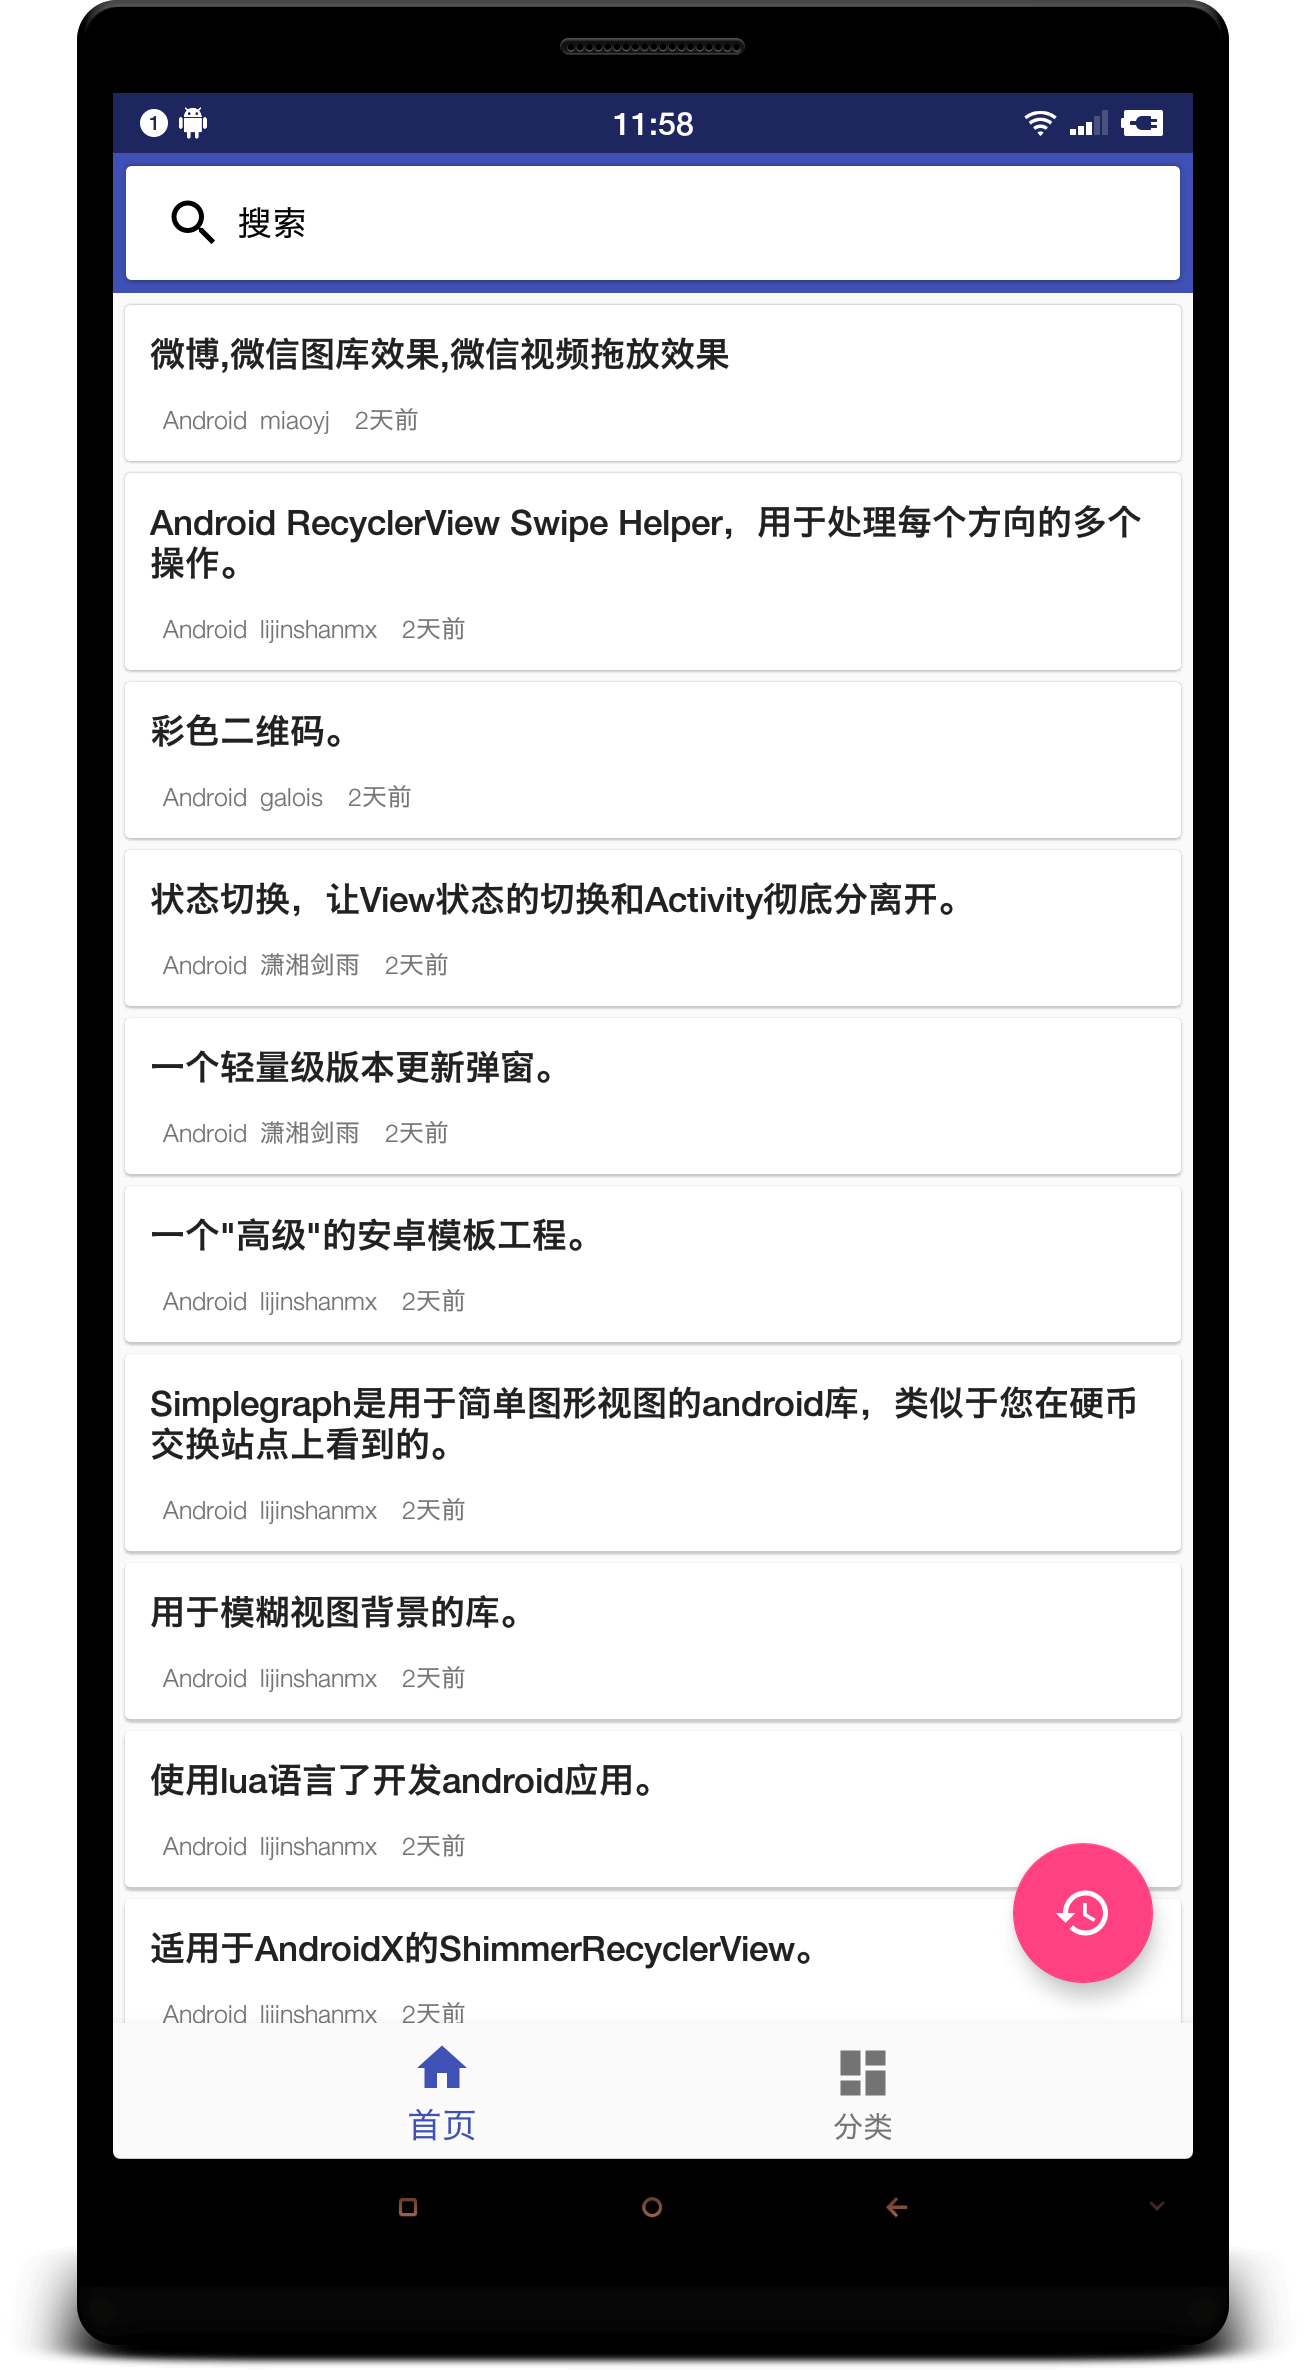 1
11:58
搜索
微博,微信图库效果,微信视频拖放效果
Android miaoyj 2天前
Android RecyclerView Swipe Helper，用于处理每个方向的多个
操作。
Android lijinshanmx 2天前
彩色二维码。
Android galois 2天前
状态切换，让View状态的切换和Activity彻底分离开。
Android 潇湘剑雨 2天前
一个轻量级版本更新弹窗。
Android 潇湘剑雨 2天前
一个"高级"的安卓模板工程。
Android lijinshanmx 2天前
Simplegraph是用于简单图形视图的android库，类似于您在硬币
交换站点上看到的。
Android lijinshanmx 2天前
用于模糊视图背景的库。
Android lijinshanmx 2天前
使用lua语言了开发android应用。
Android lijinshanmx 2天前
适用于AndroidX的ShimmerRecyclerView。
Android lijinshanmx 2天前
首页
分类